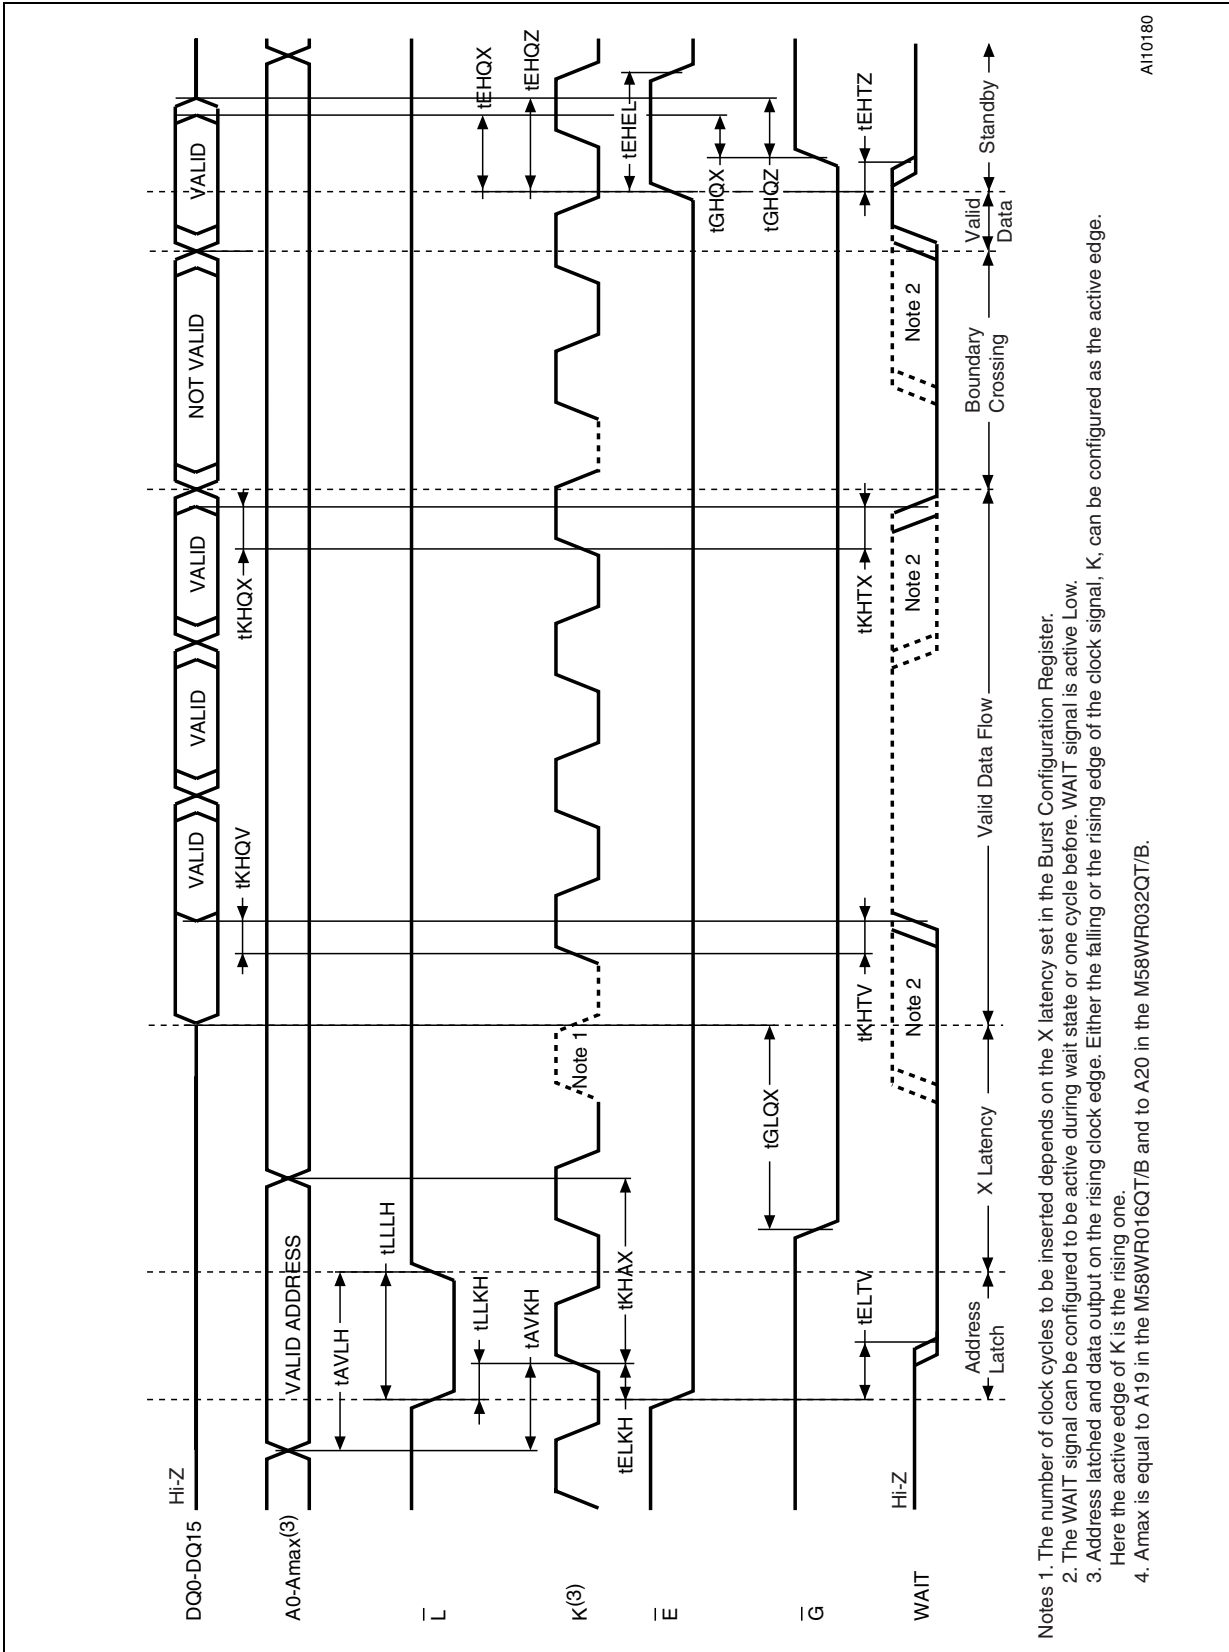 DQ0-DQ15
Hi-Z
VALID
VALID
VALID
NOT VALID
VALID
A0-Amax(3)
VALID ADDRESS
tKHQV
tKHQX
tAVLH
L
tLLLH
tLLKH
tEHQX
tAVKH
tEHQZ
K(3)
Note 1
tELKH
tKHAX
tEHEL
E
tGHQX
tGLQX
tGHQZ
G
tELTV
tKHTV
tKHTX
tEHTZ
WAIT
Hi-Z
Note 2
Note 2
Note 2
Address
Latch
X Latency
Valid Data Flow
Boundary
Crossing
Valid
Data
Standby
Notes 1. The number of clock cycles to be inserted depends on the X latency set in the Burst Configuration Register.
2. The WAIT signal can be configured to be active during wait state or one cycle before. WAIT signal is active Low.
3. Address latched and data output on the rising clock edge. Either the falling or the rising edge of the clock signal, K, can be configured as the active edge.
Here the active edge of K is the rising one.
4. Amax is equal to A19 in the M58WR016QT/B and to A20 in the M58WR032QT/B.
AI10180